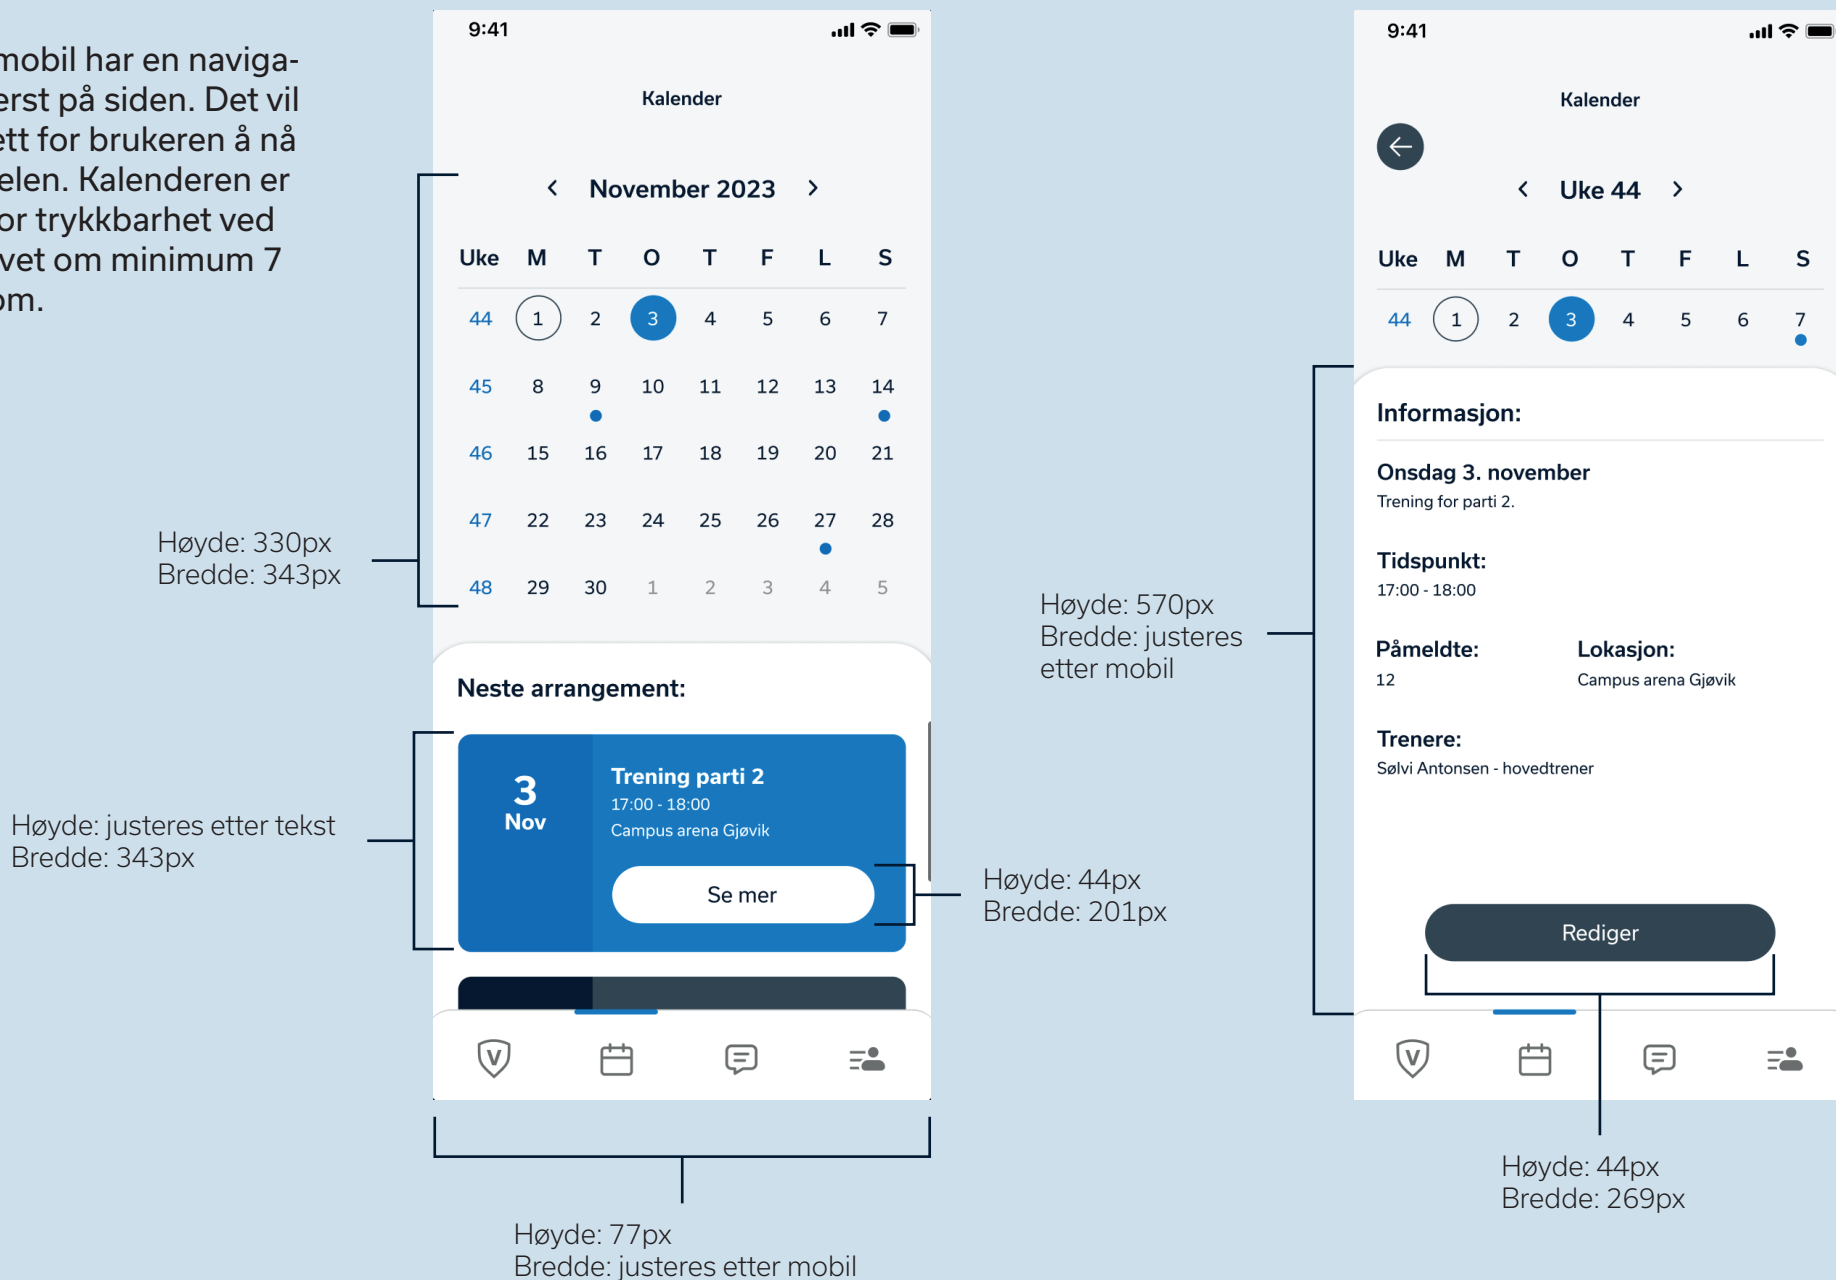 mobil har en naviga-
erst på siden. Det vil
ett for brukeren å nå
elen. Kalenderen er
or trykkbarhet ved
vet om minimum 7
om.
9:41
Kalender
November 2023
Uke M T O T F L S
44 1 2 3 4 5 6 7
45 8 9 10 11 12 13 14
46 15 16 17 18 19 20 21
47 22 23 24 25 26 27 28
48 29 30 1 2 3 4 5
Høyde: 330px
Bredde: 343px
Neste arrangement:
3
Nov
Trening parti 2
17:00 - 18:00
Campus arena Gjøvik
Se mer
Høyde: justeres etter tekst
Bredde: 343px
Høyde: 44px
Bredde: 201px
V
Høyde: 77px
Bredde: justeres etter mobil
9:41
Kalender
Uke 44
Uke M T O T F L S
44 1 2 3 4 5 6 7
Informasjon:
Onsdag 3. november
Trening for parti 2.
Tidspunkt:
17:00 - 18:00
Påmeldte: Lokasjon:
12 Campus arena Gjøvik
Trenere:
Sølvi Antonsen - hovedtrener
Rediger
V
Høyde: 570px
Bredde: justeres
etter mobil
Høyde: 44px
Bredde: 269px